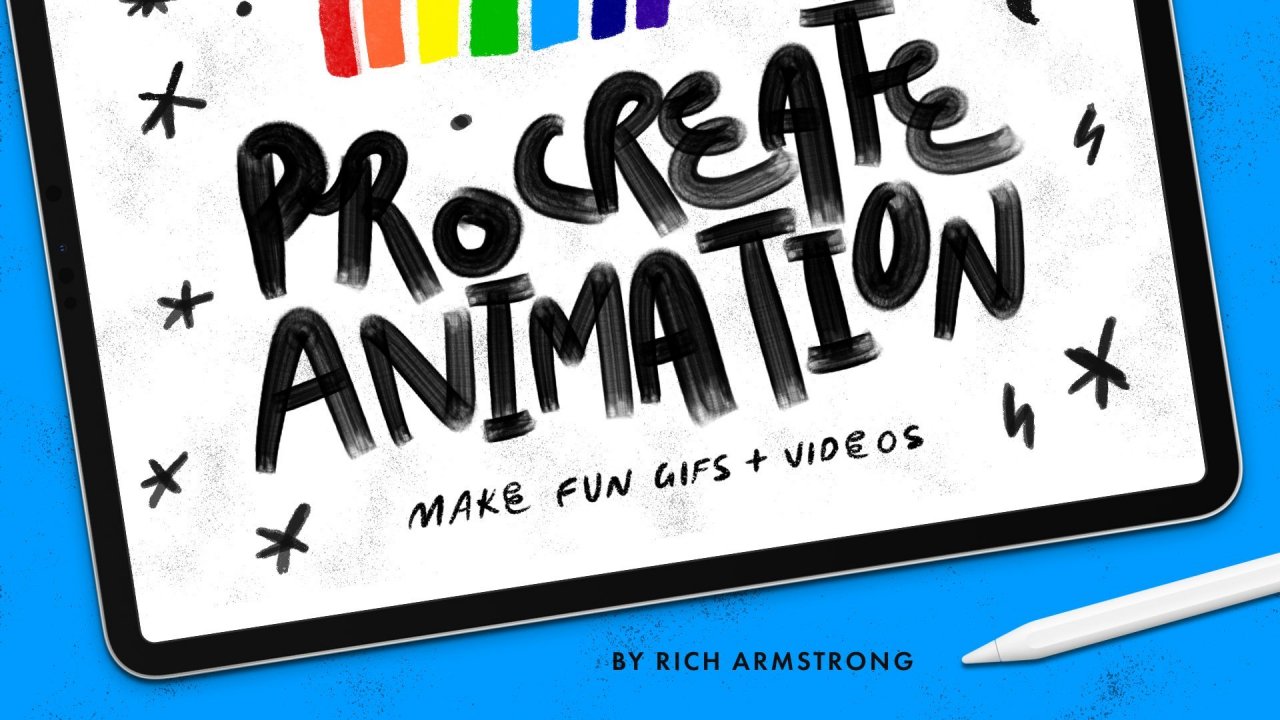 PROCREATE
ANIMATION
MAKE FUN GIFS + VIDEOS
BY RICH ARMSTRONG